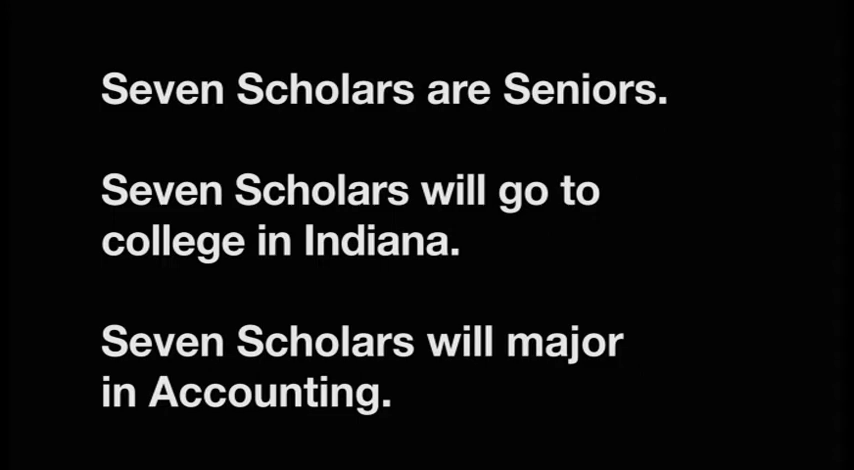 Seven Scholars are Seniors.
Seven Scholars will go to
college in Indiana.
Seven Scholars will major
in Accounting.